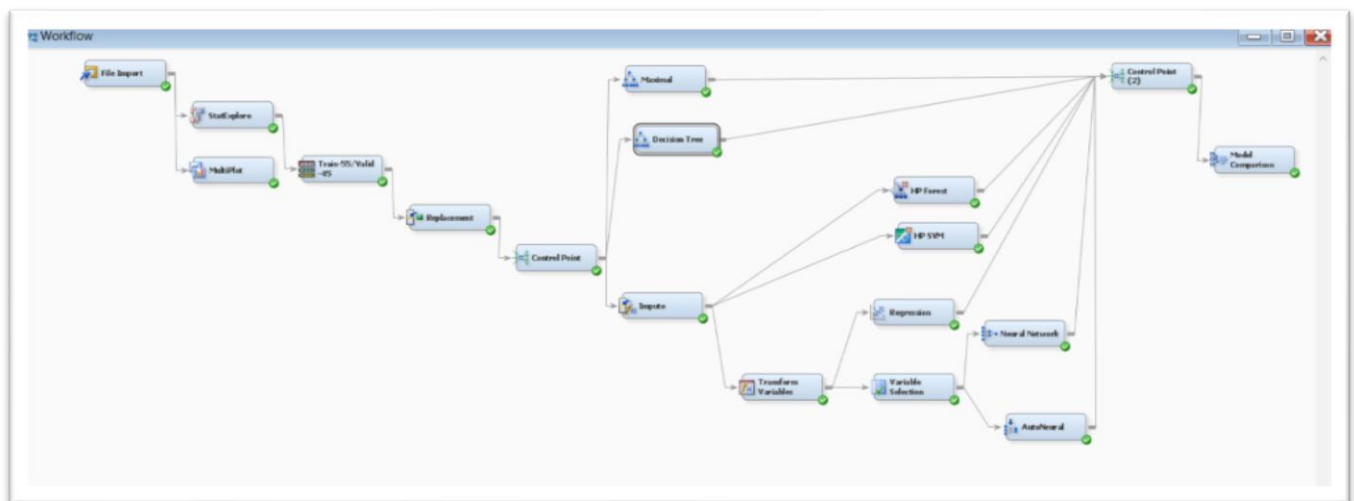 Workflow
File Import
StatExplore
MultiPlot
Train-55/Valid
-45
Replacement
Control Point
Maximal
Decision Tree
Impute
HP Forest
HP SVM
Regression
Neural Network
Transform
Variables
Variable
Selection
AutoNeural
Control Point
(2)
Model
Comparison